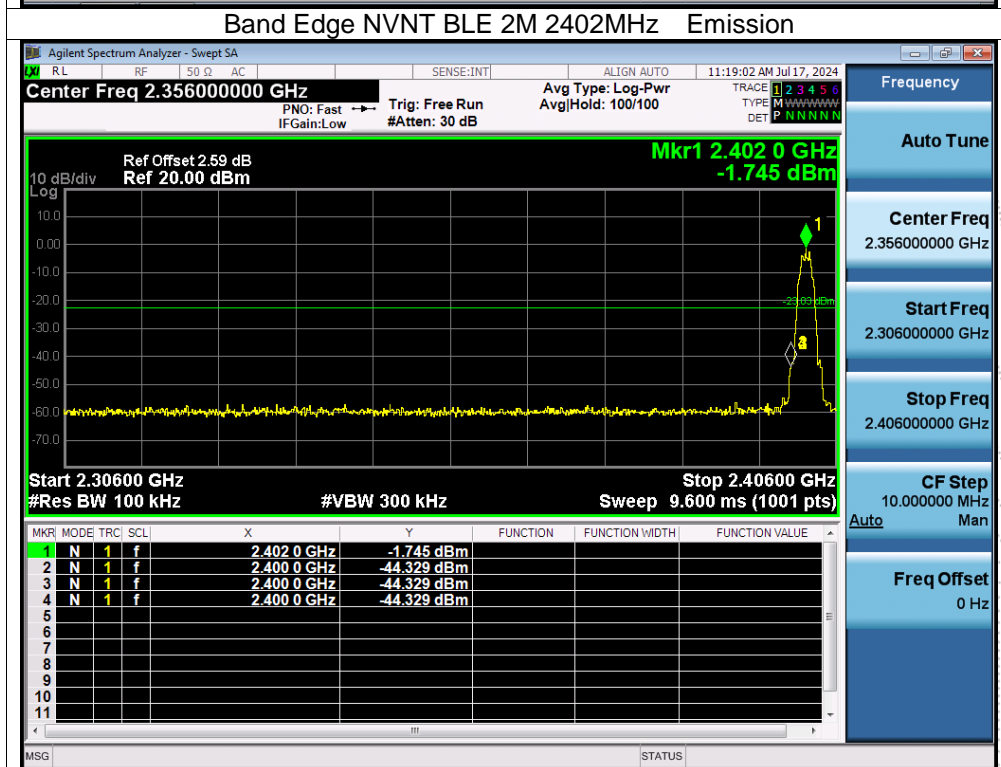 Band Edge NVNT BLE 2M 2402MHz Emission
Agilent Spectrum Analyzer - Swept SA
LXI RL RF 50 Ω AC SENSE:INT ALIGN AUTO 11:19:02 AM Jul 17, 2024
Center Freq 2.356000000 GHz
PNO: Fast
IFGain:Low
Trig: Free Run
#Atten: 30 dB
Avg Type: Log-Pwr
Avg|Hold: 100/100
TRACE 1 2 3 4 5 6
TYPE M WWWWW
DET P N N N N N
Mkr1 2.402 0 GHz
-1.745 dBm
Ref Offset 2.59 dB
10 dB/div Ref 20.00 dBm
Log
10.0
0.00
-10.0
-20.0
-30.0
-40.0
-50.0
-60.0
-70.0
1
-23.03 dBm
Start 2.30600 GHz Stop 2.40600 GHz
#Res BW 100 kHz #VBW 300 kHz Sweep 9.600 ms (1001 pts)
MKR MODE TRC SCL X Y FUNCTION FUNCTION WIDTH FUNCTION VALUE
1 N 1 f 2.402 0 GHz -1.745 dBm
2 N 1 f 2.400 0 GHz -44.329 dBm
3 N 1 f 2.400 0 GHz -44.329 dBm
4 N 1 f 2.400 0 GHz -44.329 dBm
5
6
7
8
9
10
11
MSG STATUS
Frequency
Auto Tune
Center Freq
2.356000000 GHz
Start Freq
2.306000000 GHz
Stop Freq
2.406000000 GHz
CF Step
10.000000 MHz
Auto Man
Freq Offset
0 Hz